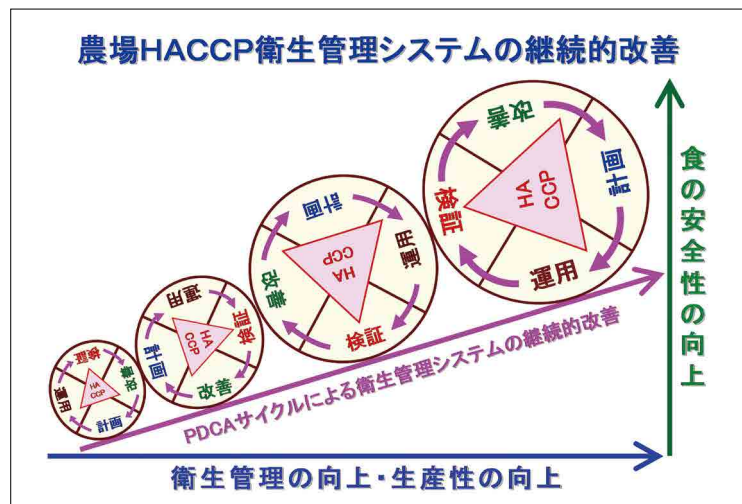 農場HACCP衛生管理システムの継続的改善
改善
計画
運用
検証
HA
CCP
計画
運用
検証
改善
HA
CCP
運用
検証
改善
計画
HA
CCP
検証
改善
計画
運用
HA
CCP
PDCAサイクルによる衛生管理システムの継続的改善
食の安全性の向上
衛生管理の向上・生産性の向上